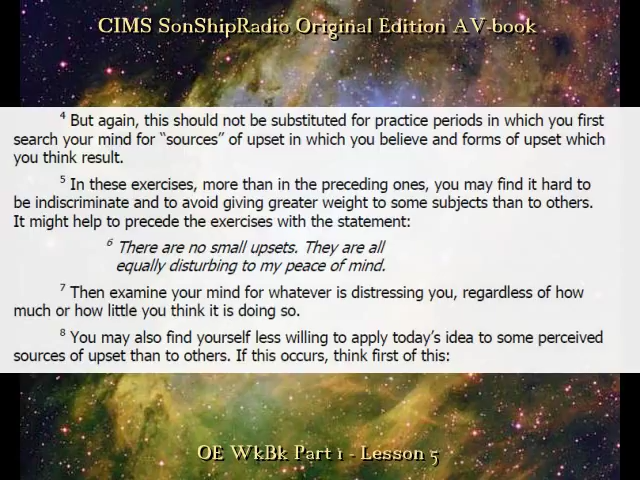 CIMS SonShipRadio Original Edition AV-book
4 But again, this should not be substituted for practice periods in which you first
search your mind for “sources” of upset in which you believe and forms of upset which
you think result.
5 In these exercises, more than in the preceding ones, you may find it hard to
be indiscriminate and to avoid giving greater weight to some subjects than to others.
It might help to precede the exercises with the statement:
6 There are no small upsets. They are all
equally disturbing to my peace of mind.
7 Then examine your mind for whatever is distressing you, regardless of how
much or how little you think it is doing so.
8 You may also find yourself less willing to apply today’s idea to some perceived
sources of upset than to others. If this occurs, think first of this:
OE WkBk Part 1 - Lesson 5